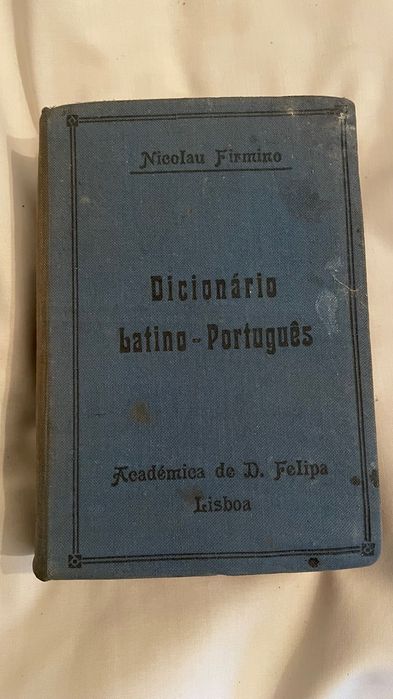 Nicolau Firmino
Dicionário
Latino-Português
Académica de D. Felipa
Lisboa